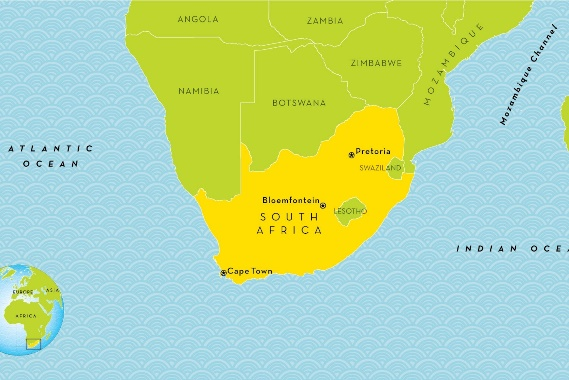 ANGOLA
ZAMBIA
MOZAMBIQUE
Mozambique Channel
ZIMBABWE
NAMIBIA
BOTSWANA
ATLANTIC
OCEAN
Pretoria
SWAZILAND
Bloemfontein
LESOTHO
SOUTH
AFRICA
INDIAN OCEA
Cape Town
EUROPE
ASIA
AFRICA